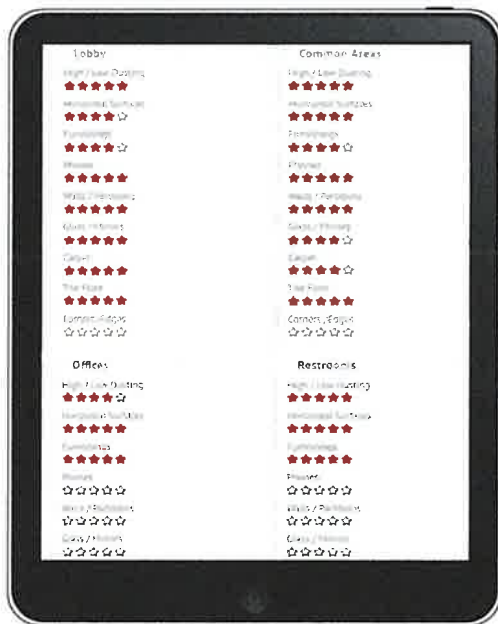 Lobby
High / Low Dusting
Horizontal Surfaces
Furnishings
Phones
Walls / Partitions
Glass / Mirrors
Carpet
Tile Floor
Corners / Edges
Common Areas
High / Low Dusting
Horizontal Surfaces
Furnishings
Phones
Walls / Partitions
Glass / Mirrors
Carpet
Tile Floor
Corners / Edges
Offices
High / Low Dusting
Horizontal Surfaces
Furnishings
Phones
Walls / Partitions
Glass / Mirrors
Restrooms
High / Low Dusting
Horizontal Surfaces
Furnishings
Phones
Walls / Partitions
Glass / Mirrors